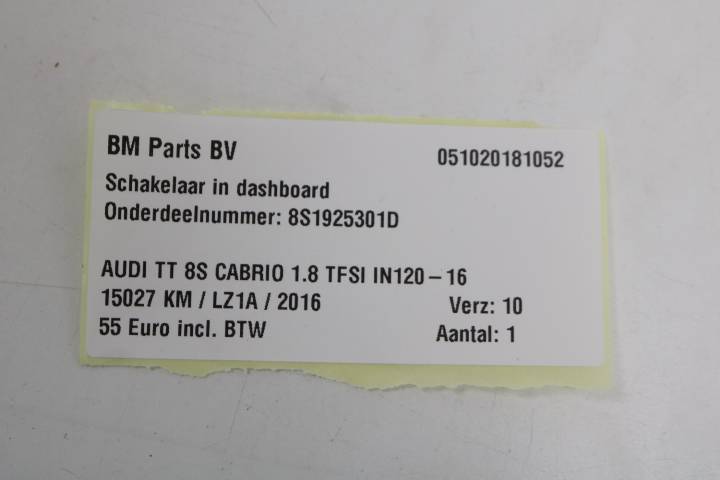 BM Parts BV 051020181052
Schakelaar in dashboard
Onderdeelnummer: 8S1925301D
AUDI TT 8S CABRIO 1.8 TFSI IN120 – 16
15027 KM / LZ1A / 2016 Verz: 10
55 Euro incl. BTW Aantal: 1